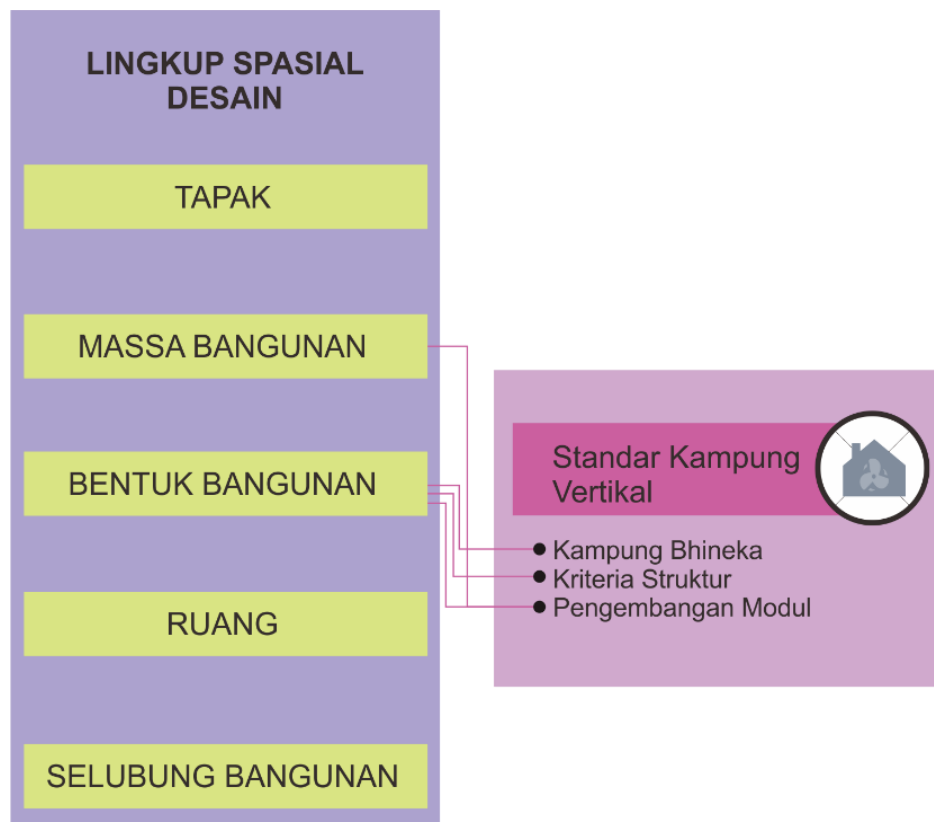 LINGKUP SPASIAL
DESAIN
TAPAK
MASSA BANGUNAN
BENTUK BANGUNAN
RUANG
SELUBUNG BANGUNAN
Standar Kampung
Vertikal
Kampung Bhineka
Kriteria Struktur
Pengembangan Modul